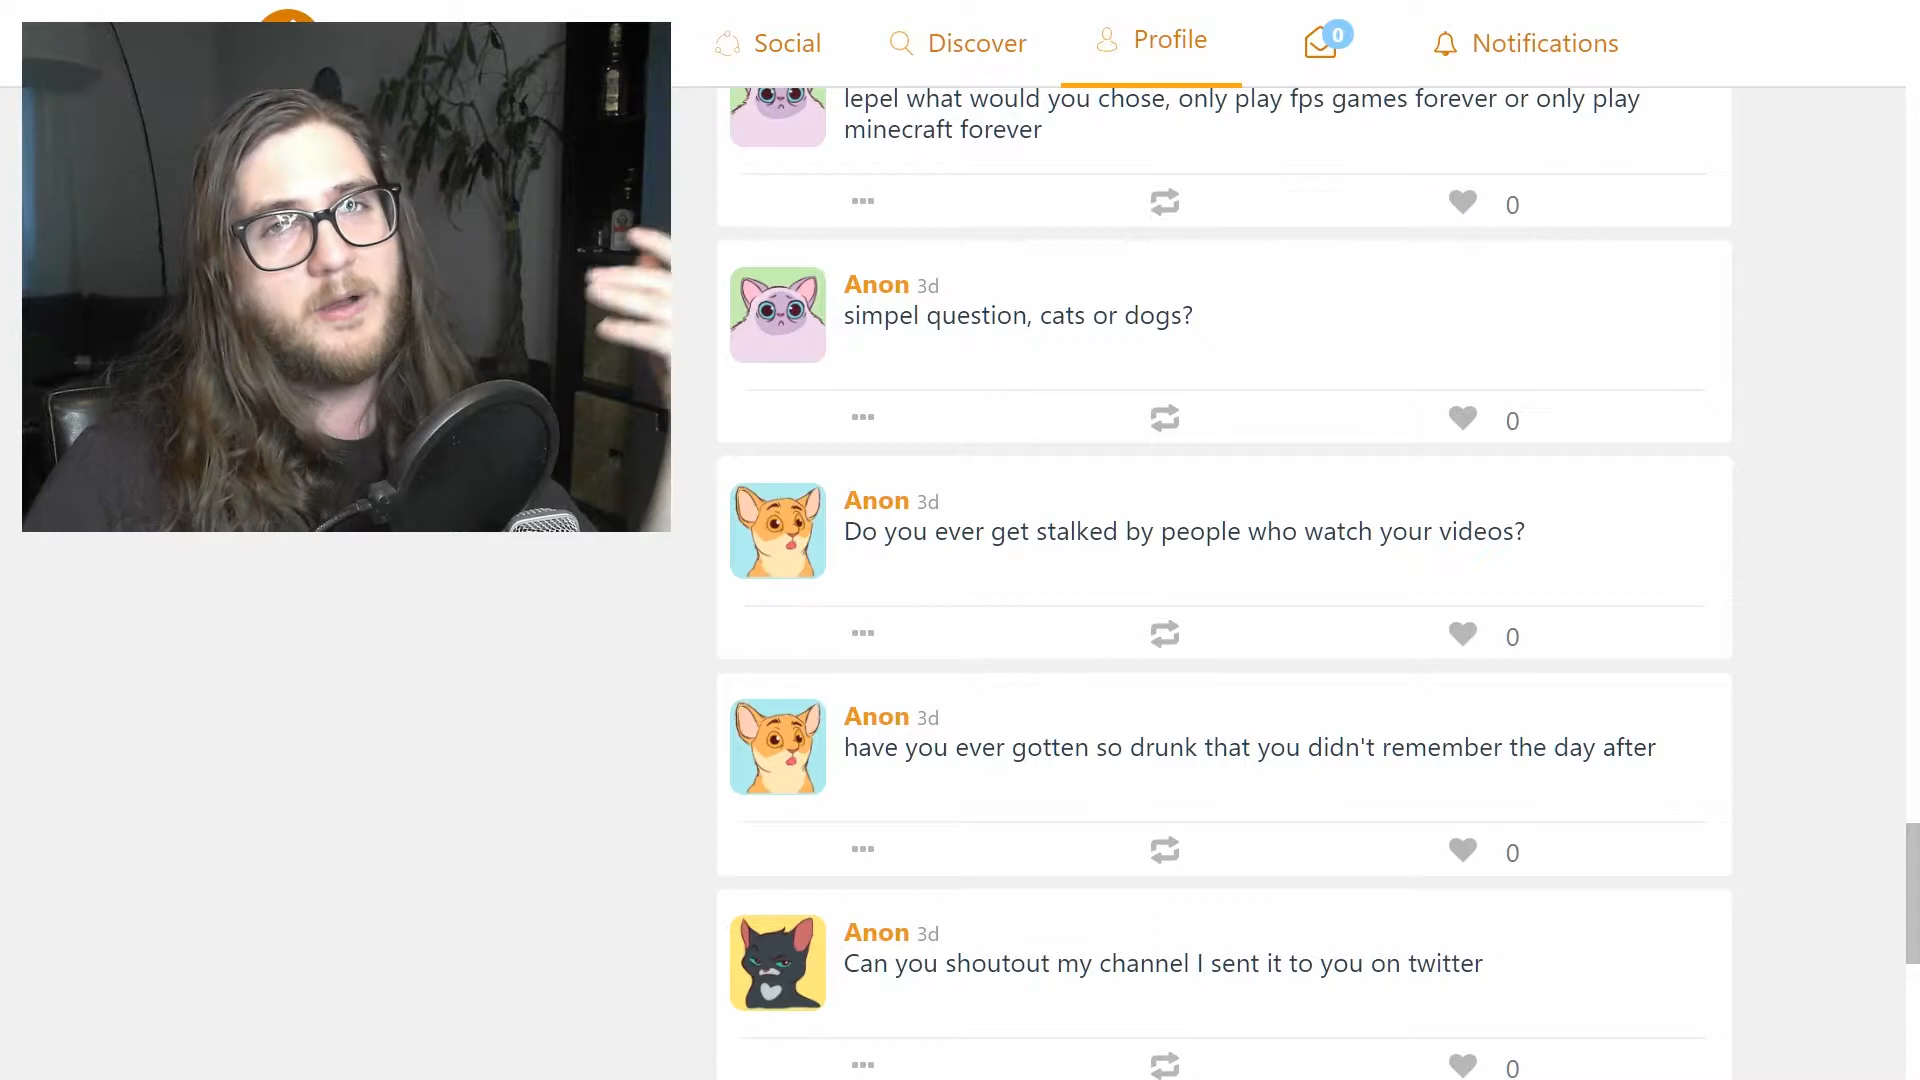 Social
Discover
Profile
0
Notifications
lepel what would you chose, only play fps games forever or only play
minecraft forever
0
Anon 3d
simpel question, cats or dogs?
0
Anon 3d
Do you ever get stalked by people who watch your videos?
0
Anon 3d
have you ever gotten so drunk that you didn't remember the day after
0
Anon 3d
Can you shoutout my channel I sent it to you on twitter
0